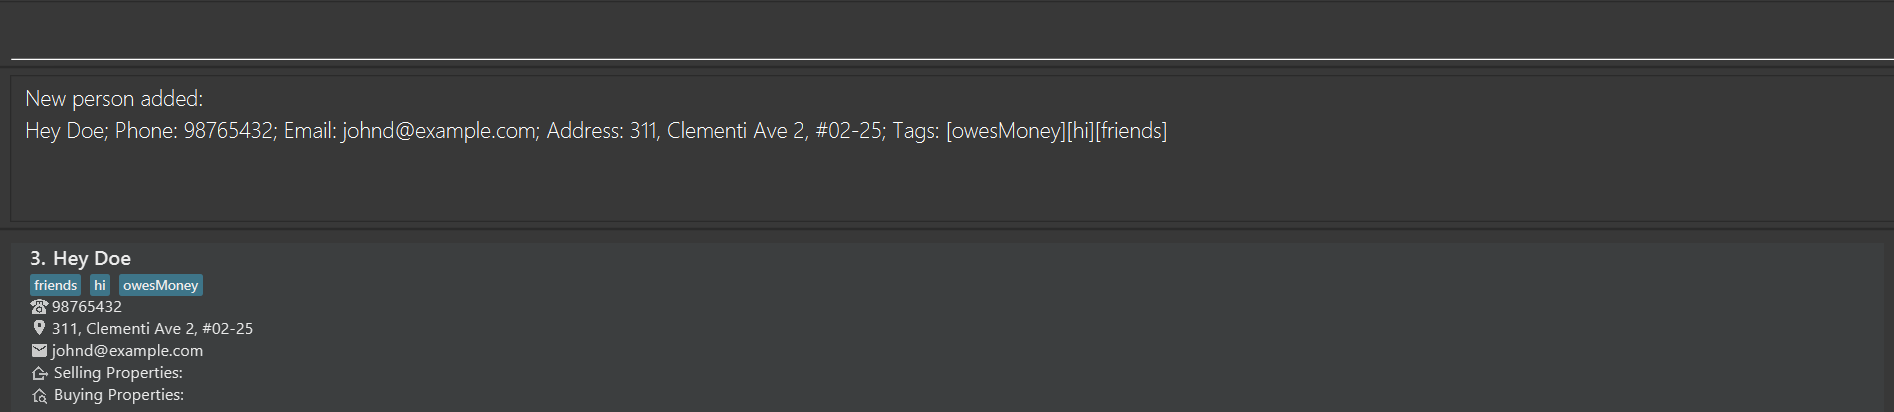 New person added:
Hey Doe; Phone: 98765432; Email: johnd@example.com; Address: 311, Clementi Ave 2, #02-25; Tags: [owesMoney][hi][friends]
3. Hey Doe
friends hi owesMoney
98765432
311, Clementi Ave 2, #02-25
johnd@example.com
Selling Properties:
Buying Properties: